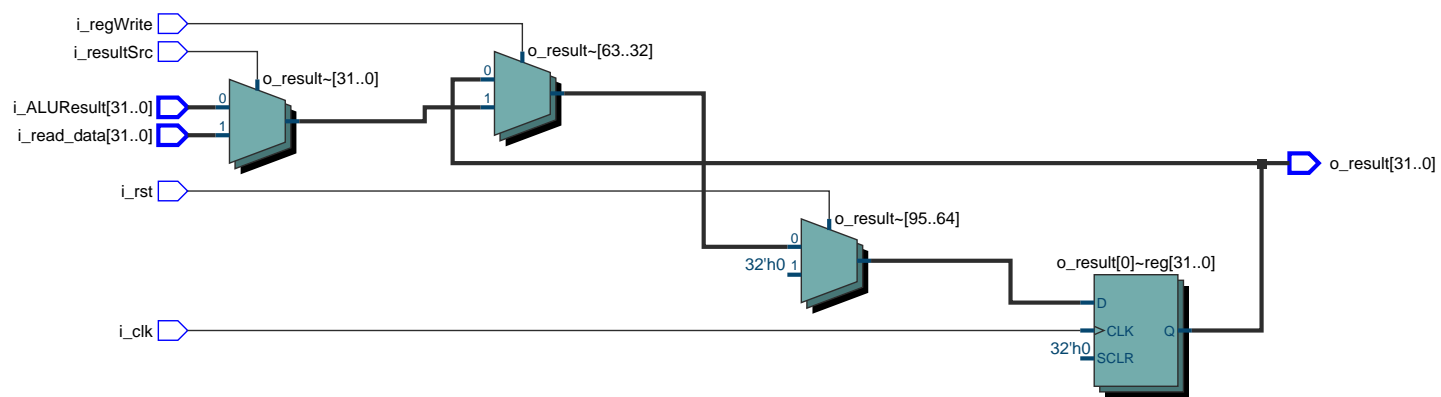 i_regWrite
i_resultSrc
o_result~[63..32]
o_result~[31..0]
0
1
i_ALUResult[31..0]
0
i_read_data[31..0]
1
o_result[31..0]
i_rst
o_result~[95..64]
0
32'h0 1
o_result[0]~reg[31..0]
D
i_clk
CLK
Q
32'h0
SCLR